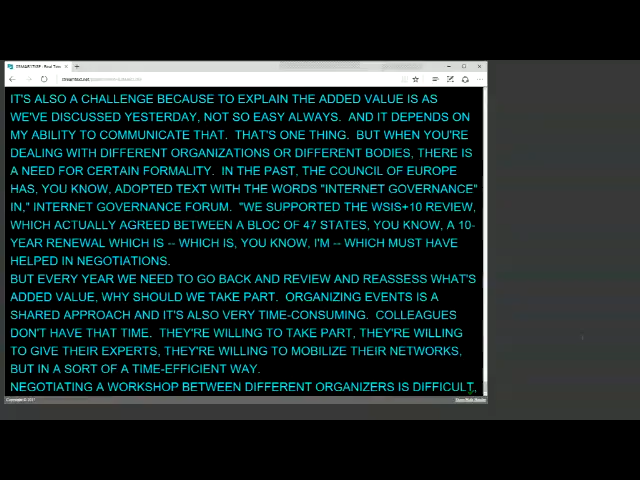 IT'S ALSO A CHALLENGE BECAUSE TO EXPLAIN THE ADDED VALUE IS AS
WE'VE DISCUSSED YESTERDAY, NOT SO EASY ALWAYS.  AND IT DEPENDS ON
MY ABILITY TO COMMUNICATE THAT.  THAT'S ONE THING.  BUT WHEN YOU'RE
DEALING WITH DIFFERENT ORGANIZATIONS OR DIFFERENT BODIES, THERE IS
A NEED FOR CERTAIN FORMALITY.  IN THE PAST, THE COUNCIL OF EUROPE
HAS, YOU KNOW, ADOPTED TEXT WITH THE WORDS "INTERNET GOVERNANCE"
IN," INTERNET GOVERNANCE FORUM.  "WE SUPPORTED THE WSIS+10 REVIEW,
WHICH ACTUALLY AGREED BETWEEN A BLOC OF 47 STATES, YOU KNOW, A 10-
YEAR RENEWAL WHICH IS -- WHICH IS, YOU KNOW, I'M -- WHICH MUST HAVE
HELPED IN NEGOTIATIONS.
BUT EVERY YEAR WE NEED TO GO BACK AND REVIEW AND REASSESS WHAT'S
ADDED VALUE, WHY SHOULD WE TAKE PART.  ORGANIZING EVENTS IS A
SHARED APPROACH AND IT'S ALSO VERY TIME-CONSUMING.  COLLEAGUES
DON'T HAVE THAT TIME.  THEY'RE WILLING TO TAKE PART, THEY'RE WILLING
TO GIVE THEIR EXPERTS, THEY'RE WILLING TO MOBILIZE THEIR NETWORKS,
BUT IN A SORT OF A TIME-EFFICIENT WAY.
NEGOTIATING A WORKSHOP BETWEEN DIFFERENT ORGANIZERS IS DIFFICULT,